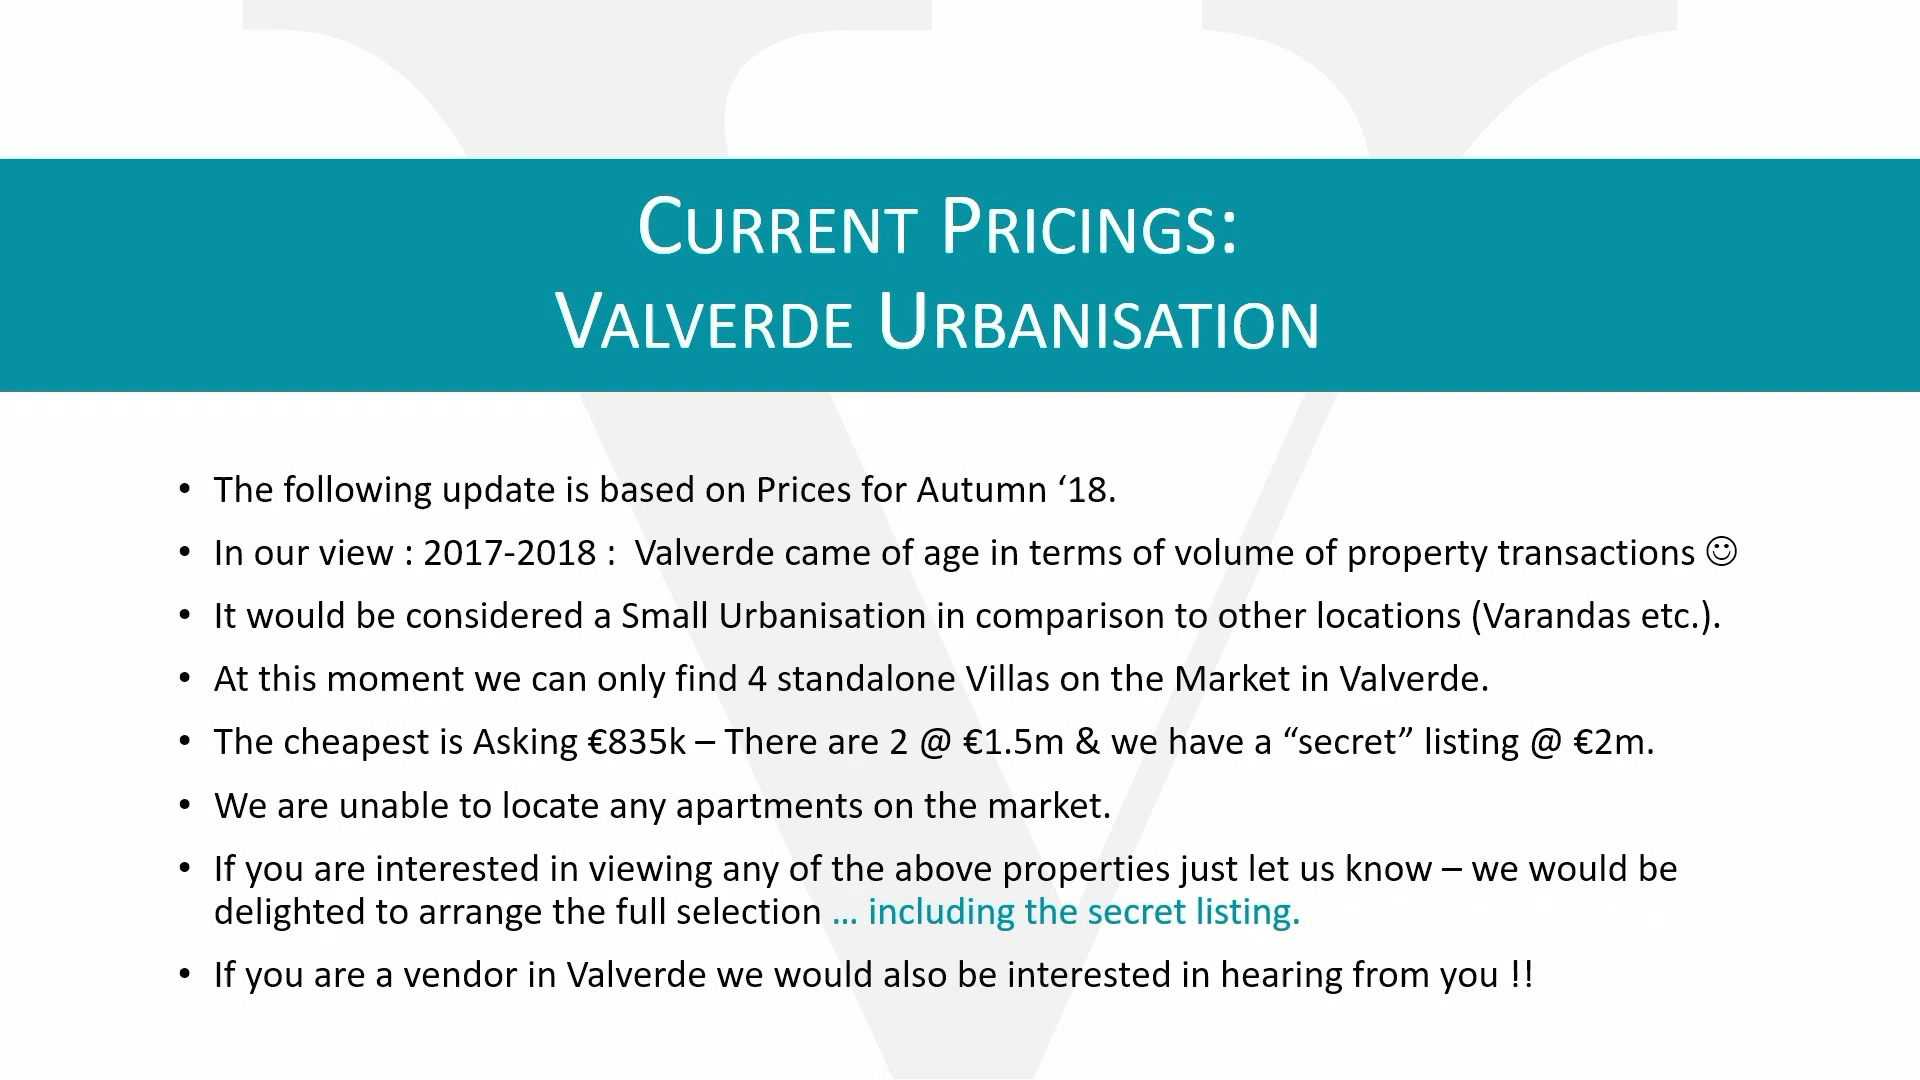 CURRENT PRICINGS:
VALVERDE URBANISATION
• The following update is based on Prices for Autumn ‘18.
• In our view : 2017-2018 :  Valverde came of age in terms of volume of property transactions ☺
• It would be considered a Small Urbanisation in comparison to other locations (Varandas etc.).
• At this moment we can only find 4 standalone Villas on the Market in Valverde.
• The cheapest is Asking €835k – There are 2 @ €1.5m & we have a “secret” listing @ €2m.
• We are unable to locate any apartments on the market.
• If you are interested in viewing any of the above properties just let us know – we would be
delighted to arrange the full selection … including the secret listing.
• If you are a vendor in Valverde we would also be interested in hearing from you !!